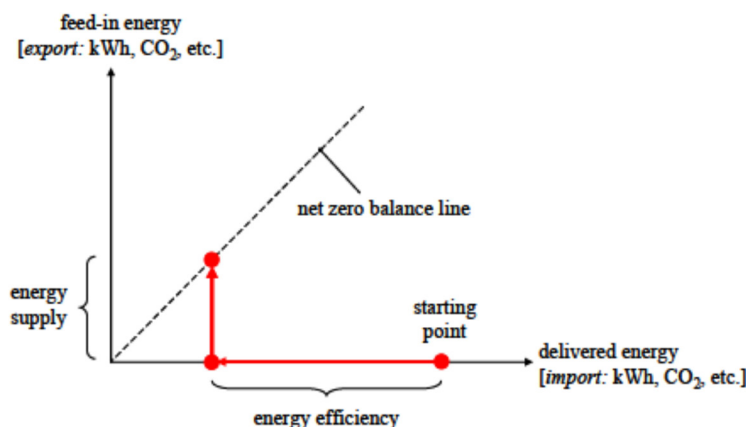 feed-in energy
[export: kWh, CO₂, etc.]
net zero balance line
energy
supply
starting
point
delivered energy
[import: kWh, CO₂, etc.]
energy efficiency